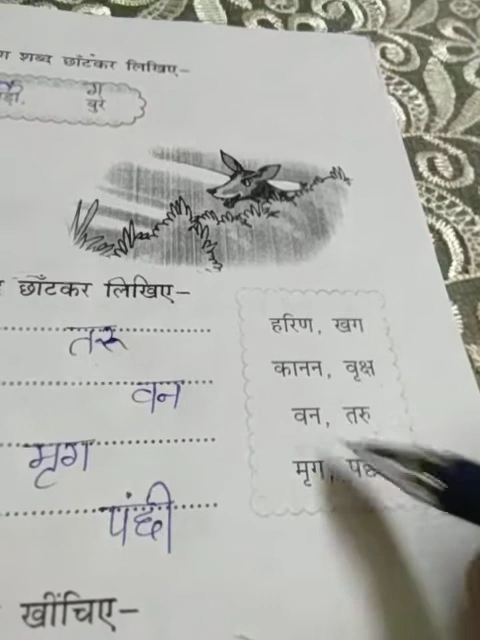 शब्द छाँटकर लिखिए–
ग
बुरे
छाँटकर लिखिए–
तरू
हरिण, खग
वन
कानन, वृक्ष
मृग
वन, तरु
पंछी
मृग,
खींचिए–